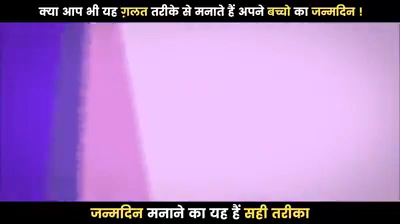 क्या आप भी यह ग़लत तरीके से मनाते हैं अपने बच्चो का जन्मदिन !
जन्मदिन मनाने का यह हैं सही तरीका